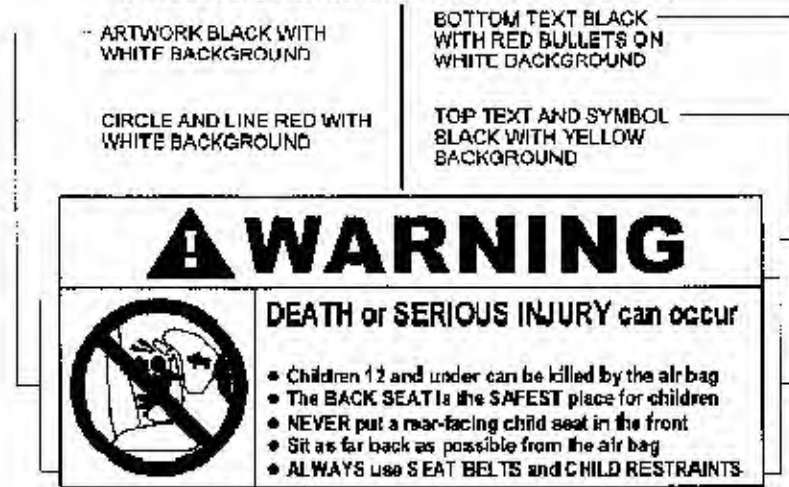 ARTWORK BLACK WITH
WHITE BACKGROUND
CIRCLE AND LINE RED WITH
WHITE BACKGROUND
BOTTOM TEXT BLACK
WITH RED BULLETS ON
WHITE BACKGROUND
TOP TEXT AND SYMBOL
BLACK WITH YELLOW
BACKGROUND
! WARNING
DEATH or SERIOUS INJURY can occur
• Children 12 and under can be killed by the air bag
• The BACK SEAT is the SAFEST place for children
• NEVER put a rear-facing child seat in the front
• Sit as far back as possible from the air bag
• ALWAYS use SEAT BELTS and CHILD RESTRAINTS